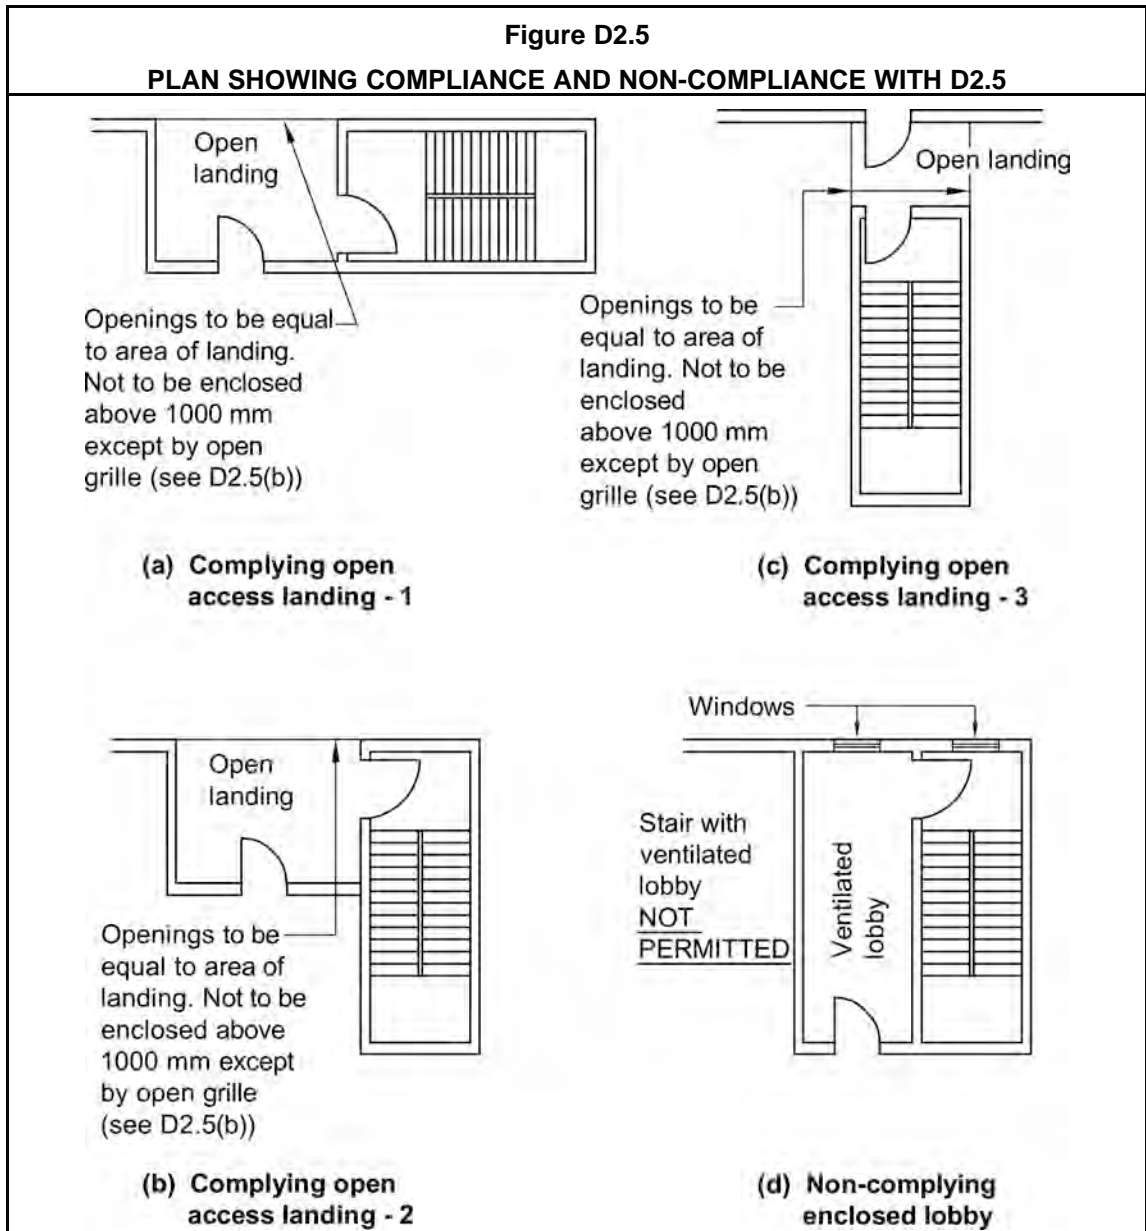 Figure D2.5
PLAN SHOWING COMPLIANCE AND NON-COMPLIANCE WITH D2.5
Open
landing
Openings to be equal
to area of landing.
Not to be enclosed
above 1000 mm
except by open
grille (see D2.5(b))
(a) Complying open
access landing - 1
Open landing
Openings to be
equal to area of
landing. Not to be
enclosed
above 1000 mm
except by open
grille (see D2.5(b))
(c) Complying open
access landing - 3
Open
landing
Openings to be
equal to area of
landing. Not to be
enclosed above
1000 mm except
by open grille
(see D2.5(b))
(b) Complying open
access landing - 2
Windows
Stair with
ventilated
lobby
NOT
PERMITTED
Ventilated
lobby
(d) Non-complying
enclosed lobby